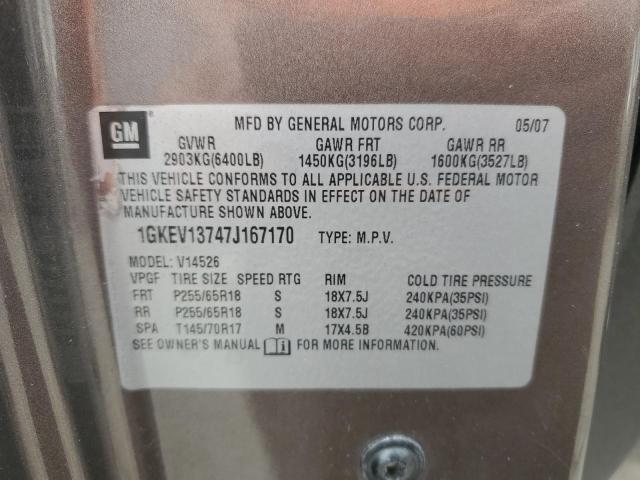 GM
MFD BY GENERAL MOTORS CORP. 05/07
GVWR GAWR FRT GAWR RR
2903KG(6400LB) 1450KG(3196LB) 1600KG(3527LB)
THIS VEHICLE CONFORMS TO ALL APPLICABLE U.S. FEDERAL MOTOR
VEHICLE SAFETY STANDARDS IN EFFECT ON THE DATE OF
MANUFACTURE SHOWN ABOVE.
1GKEV13747J167170 TYPE: M.P.V.
MODEL: V14526
VPGF TIRE SIZE SPEED RTG RIM COLD TIRE PRESSURE
FRT P255/65R18 S 18X7.5J 240KPA(35PSI)
RR P255/65R18 S 18X7.5J 240KPA(35PSI)
SPA T145/70R17 M 17X4.5B 420KPA(60PSI)
SEE OWNER'S MANUAL i FOR MORE INFORMATION.